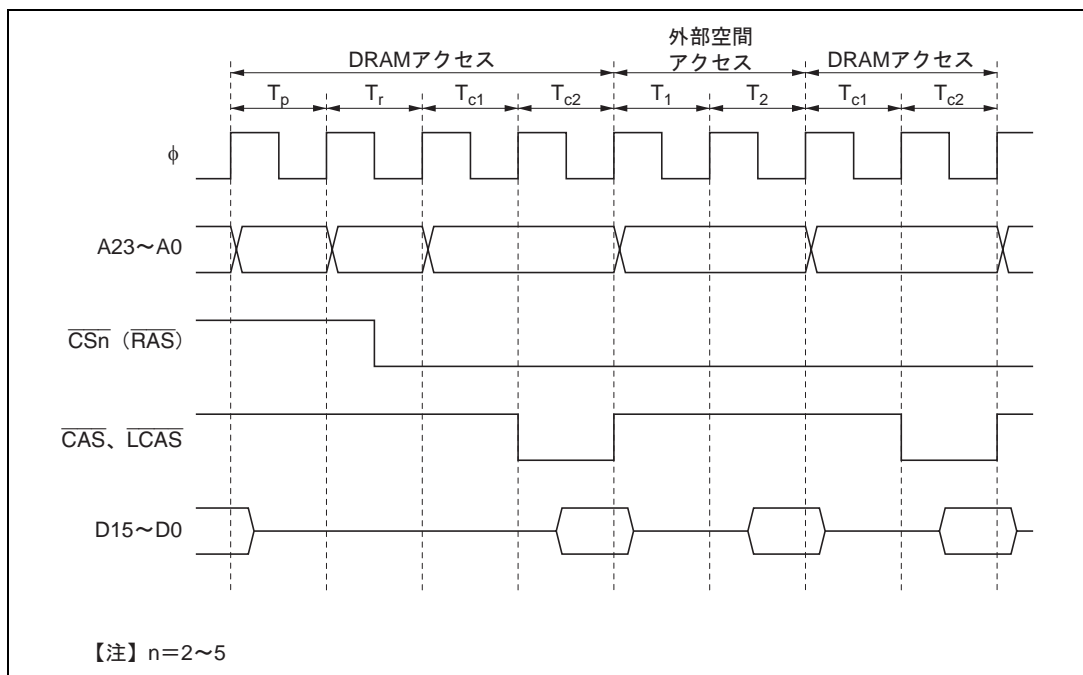 外部空間
DRAMアクセス アクセス DRAMアクセス
Tp Tr Tc1 Tc2 T1 T2 Tc1 Tc2
φ
A23～A0
CSn（RAS）
CAS、LCAS
D15～D0
【注】n＝2～5